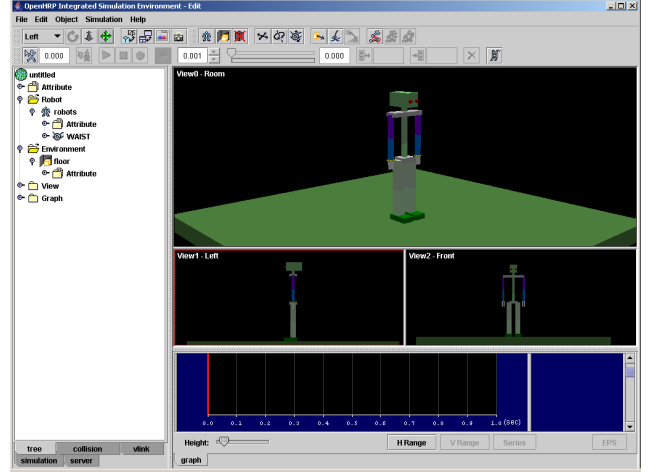 OpenHRP Integrated Simulation Environment - Edit
File Edit Object Simulation Help
Left
0.000 0.001 0.000
untitled
Attribute
Robot
robots
Attribute
WAIST
Environment
floor
Attribute
View
Graph
View0 - Room
View1 - Left View2 - Front
0.0 0.1 0.2 0.3 0.4 0.5 0.6 0.7 0.8 0.9 1.0 (sec)
Height: H Range V Range Series EPS
tree collision vlink
simulation server
graph